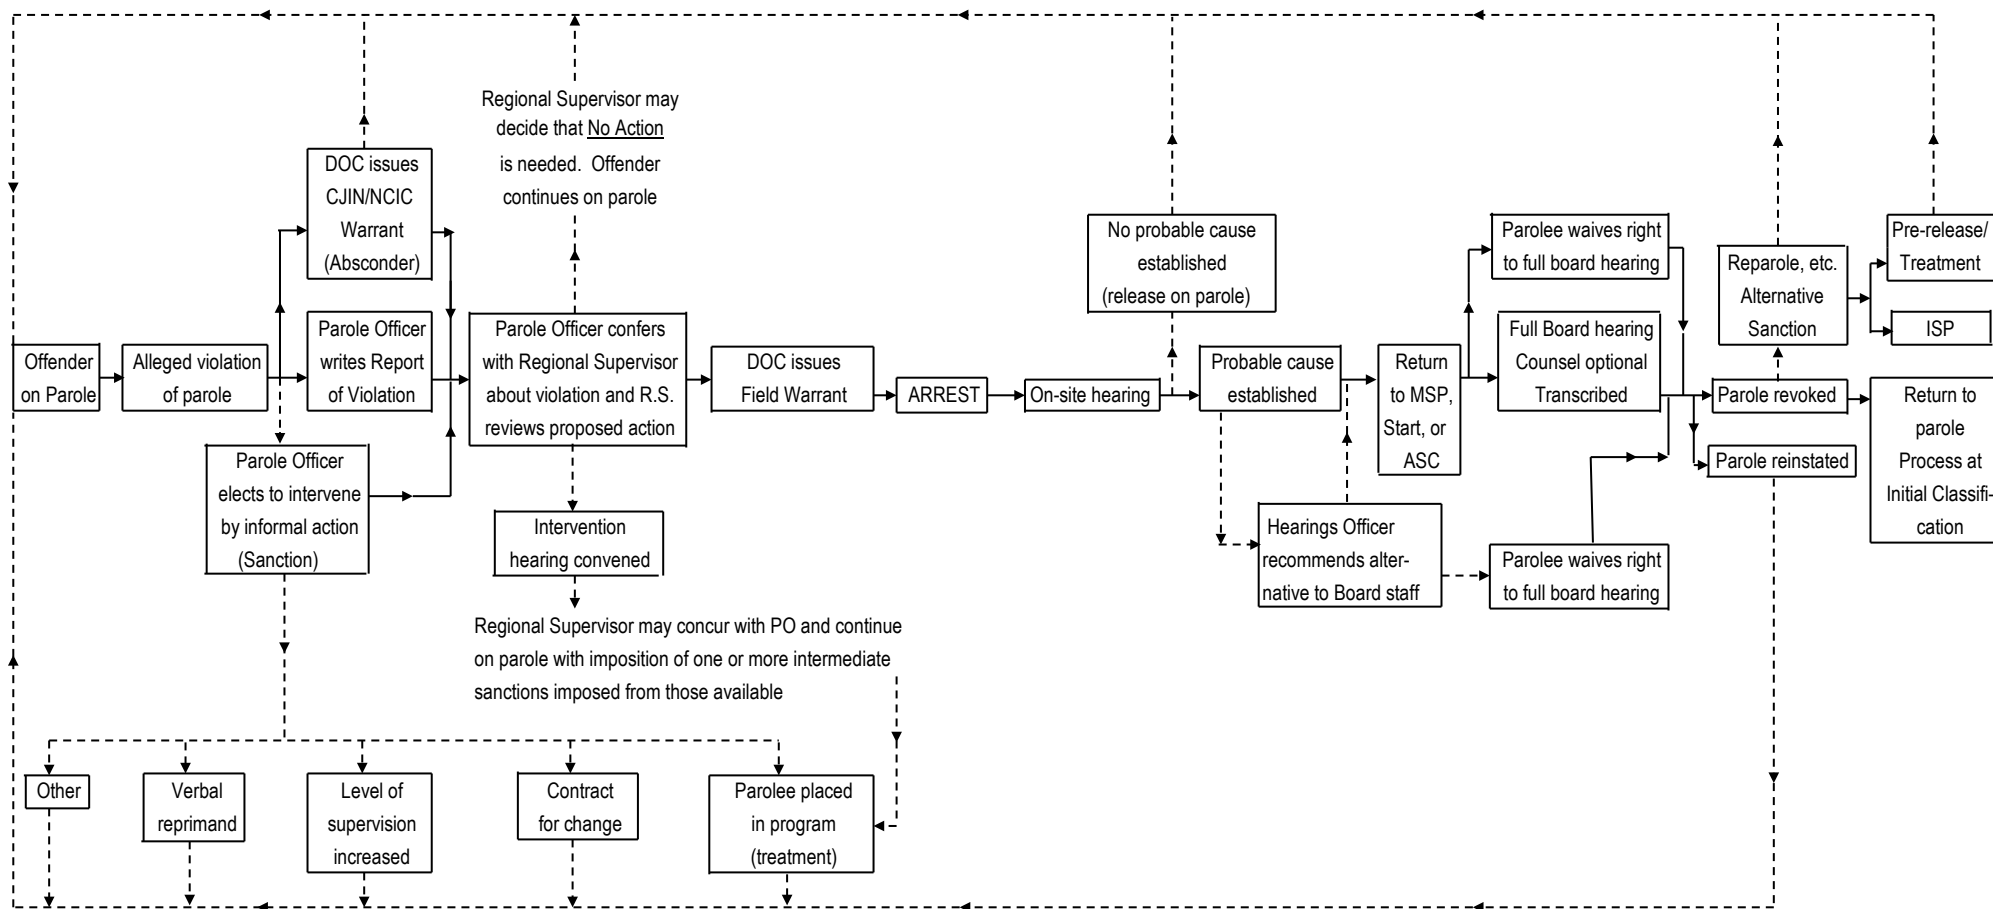 Regional Supervisor may
decide that No Action
is needed. Offender
continues on parole
DOC issues
CJIN/NCIC
Warrant
(Absconder)
No probable cause
established
(release on parole)
Parolee waives right
to full board hearing
Reparole, etc.
Alternative
Sanction
Pre-release/
Treatment
ISP
Offender
on Parole
Alleged violation
of parole
Parole Officer
writes Report
of Violation
Parole Officer confers
with Regional Supervisor
about violation and R.S.
reviews proposed action
DOC issues
Field Warrant
ARREST
On-site hearing
Probable cause
established
Return
to MSP,
Start, or
ASC
Full Board hearing
Counsel optional
Transcribed
Parole revoked
Return to
parole
Process at
Initial Classifi-
cation
Parole reinstated
Parole Officer
elects to intervene
by informal action
(Sanction)
Intervention
hearing convened
Hearings Officer
recommends alter-
native to Board staff
Parolee waives right
to full board hearing
Regional Supervisor may concur with PO and continue
on parole with imposition of one or more intermediate
sanctions imposed from those available
Other
Verbal
reprimand
Level of
supervision
increased
Contract
for change
Parolee placed
in program
(treatment)